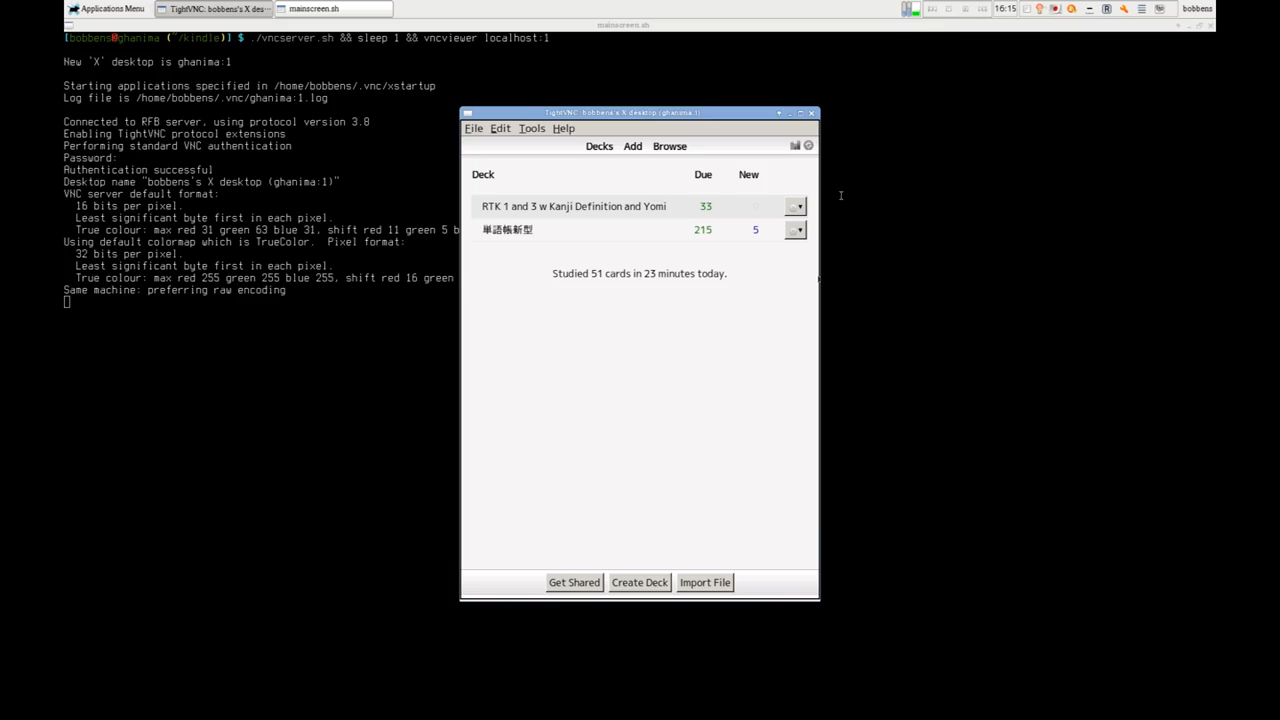 Applications Menu TightVNC: bobbens's X des... mainscreen.sh 16:15 bobbens
mainscreen.sh
[bobbens@ghanima (~/kindle)] $ ./vncserver.sh && sleep 1 && vncviewer localhost:1
New 'X' desktop is ghanima:1
Starting applications specified in /home/bobbens/.vnc/xstartup
Log file is /home/bobbens/.vnc/ghanima:1.log
Connected to RFB server, using protocol version 3.8
Enabling TightVNC protocol extensions
Performing standard VNC authentication
Password:
Authentication successful
Desktop name "bobbens's X desktop (ghanima:1)"
VNC server default format:
16 bits per pixel.
Least significant byte first in each pixel.
True colour: max red 31 green 63 blue 31, shift red 11 green 5 b
Using default colormap which is TrueColor.  Pixel format:
32 bits per pixel.
Least significant byte first in each pixel.
True colour: max red 255 green 255 blue 255, shift red 16 green
Same machine: preferring raw encoding
TightVNC: bobbens's X desktop (ghanima:1)
File Edit Tools Help
Decks Add Browse
Deck Due New
RTK 1 and 3 w Kanji Definition and Yomi 33
単語帳新型 215 5
Studied 51 cards in 23 minutes today.
Get Shared Create Deck Import File